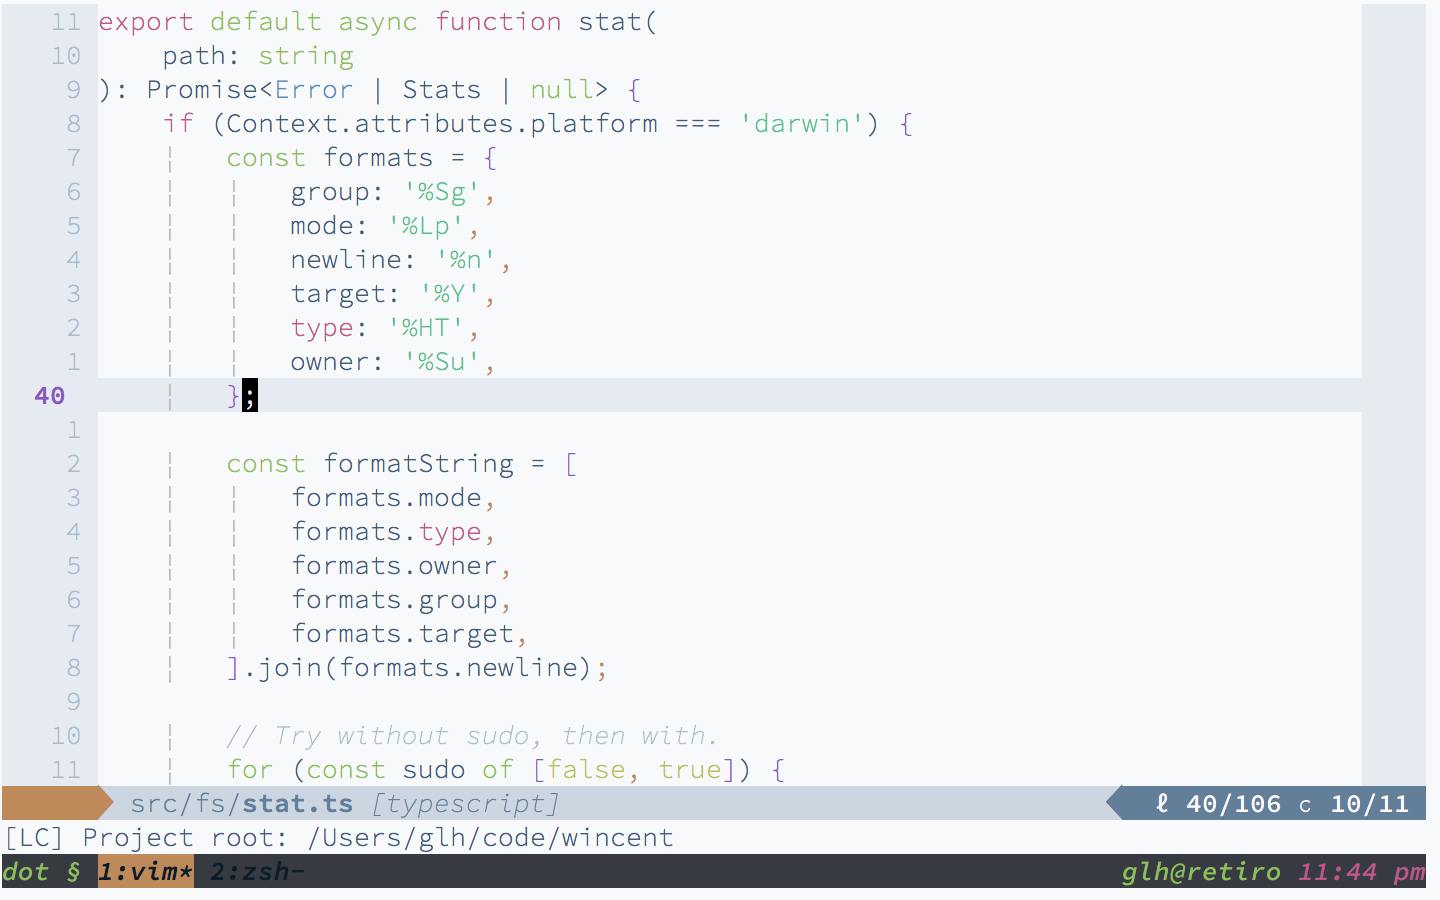 11 export default async function stat(
10     path: string
9 ): Promise<Error | Stats | null> {
8     if (Context.attributes.platform === 'darwin') {
7     ¦   const formats = {
6     ¦   ¦   group: '%Sg',
5     ¦   ¦   mode: '%Lp',
4     ¦   ¦   newline: '%n',
3     ¦   ¦   target: '%Y',
2     ¦   ¦   type: '%HT',
1     ¦   ¦   owner: '%Su',
40     ¦   };
1
2     ¦   const formatString = [
3     ¦   ¦   formats.mode,
4     ¦   ¦   formats.type,
5     ¦   ¦   formats.owner,
6     ¦   ¦   formats.group,
7     ¦   ¦   formats.target,
8     ¦   ].join(formats.newline);
9
10     ¦   // Try without sudo, then with.
11     ¦   for (const sudo of [false, true]) {
src/fs/stat.ts [typescript] ℓ 40/106 c 10/11
[LC] Project root: /Users/glh/code/wincent
dot § 1:vim* 2:zsh- glh@retiro 11:44 pm